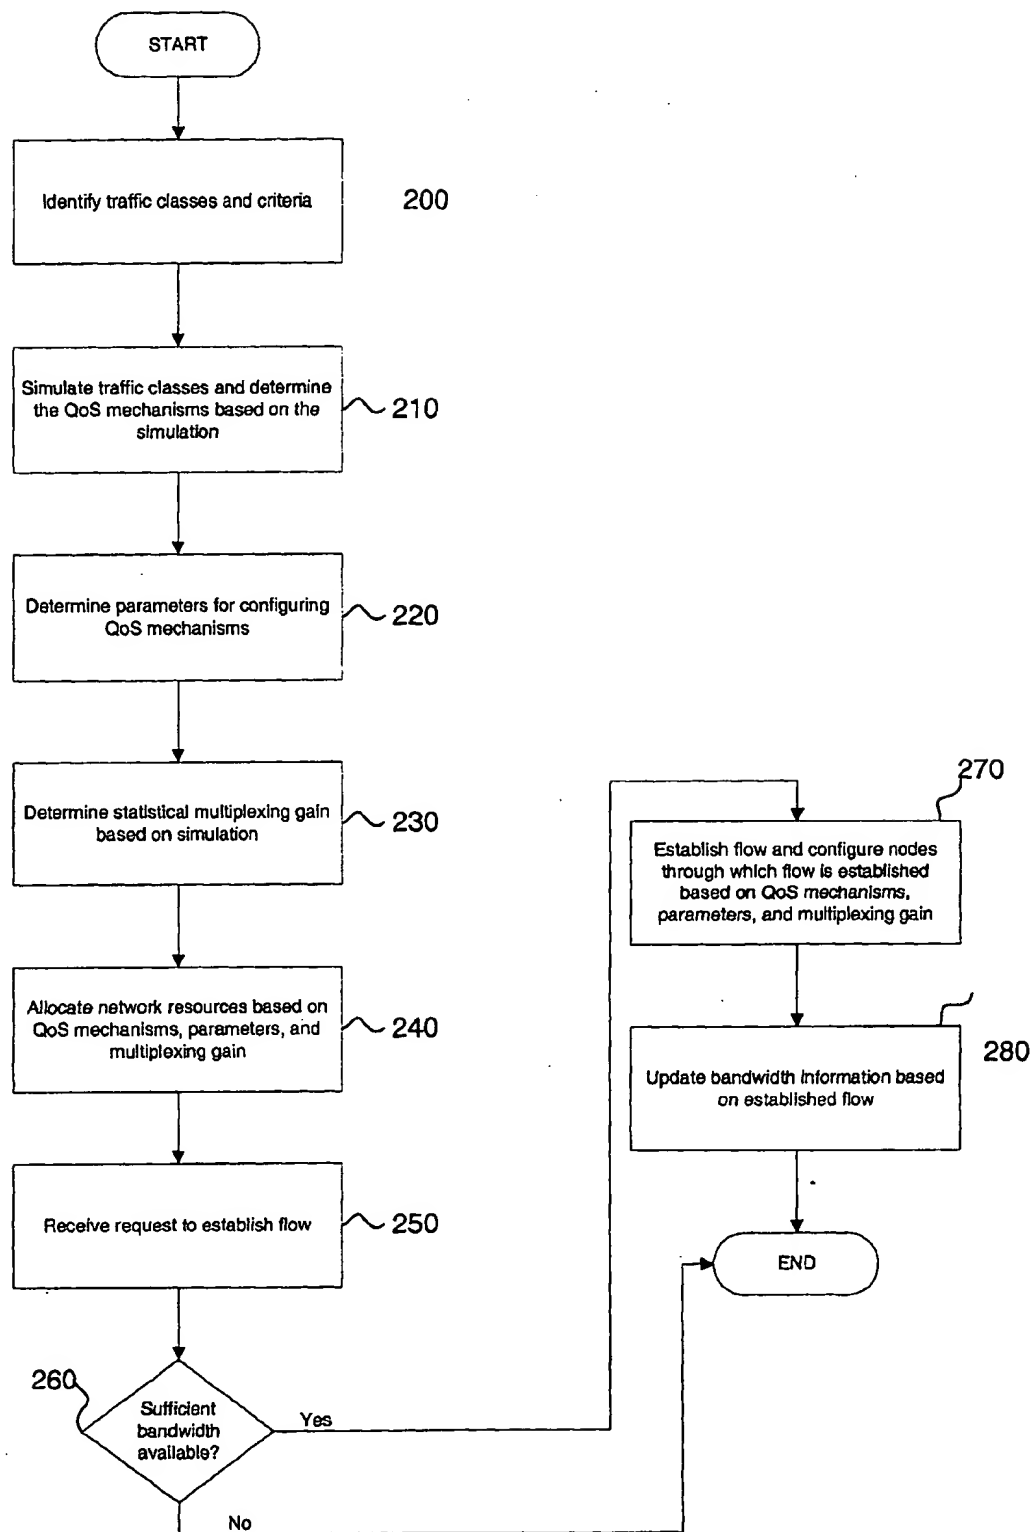 START
Identify traffic classes and criteria
200
Simulate traffic classes and determine
the QoS mechanisms based on the
simulation
210
Determine parameters for configuring
QoS mechanisms
220
Determine statistical multiplexing gain
based on simulation
230
Allocate network resources based on
QoS mechanisms, parameters, and
multiplexing gain
240
Receive request to establish flow
250
260
Sufficient
bandwidth
available?
Yes
No
270
Establish flow and configure nodes
through which flow is established
based on QoS mechanisms,
parameters, and multiplexing gain
280
Update bandwidth information based
on established flow
END